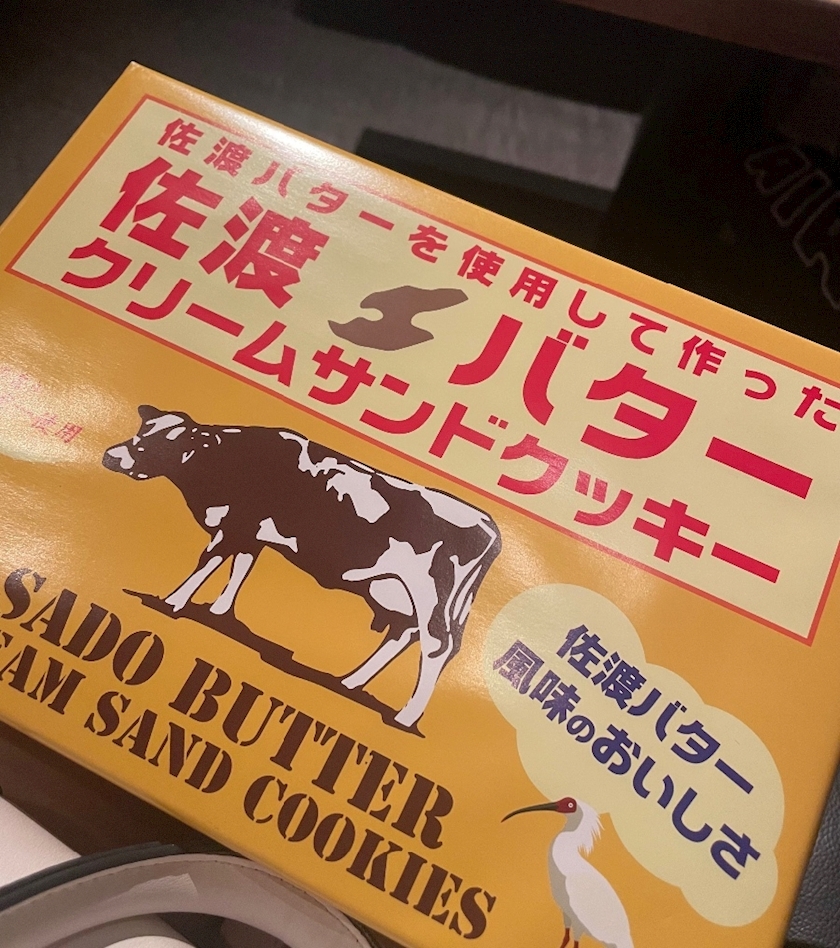 佐渡バターを使用して作った
佐渡バター
クリームサンドクッキー
使用
SADO BUTTER
EAM SAND COOKIES
佐渡バター
風味のおいしさ